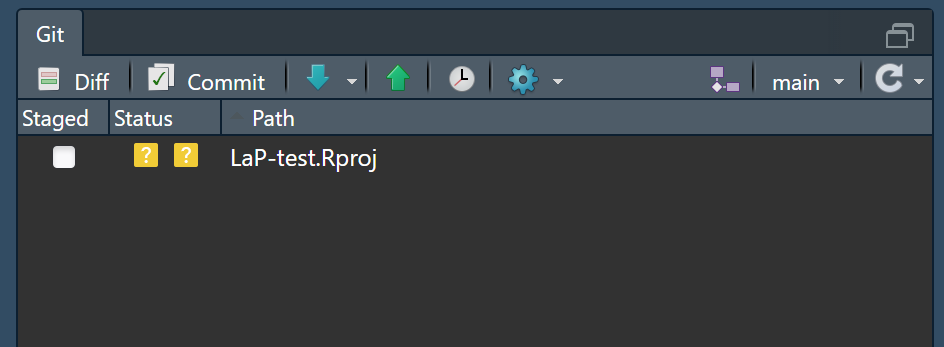 Git
Diff Commit main
Staged Status Path
? ? LaP-test.Rproj